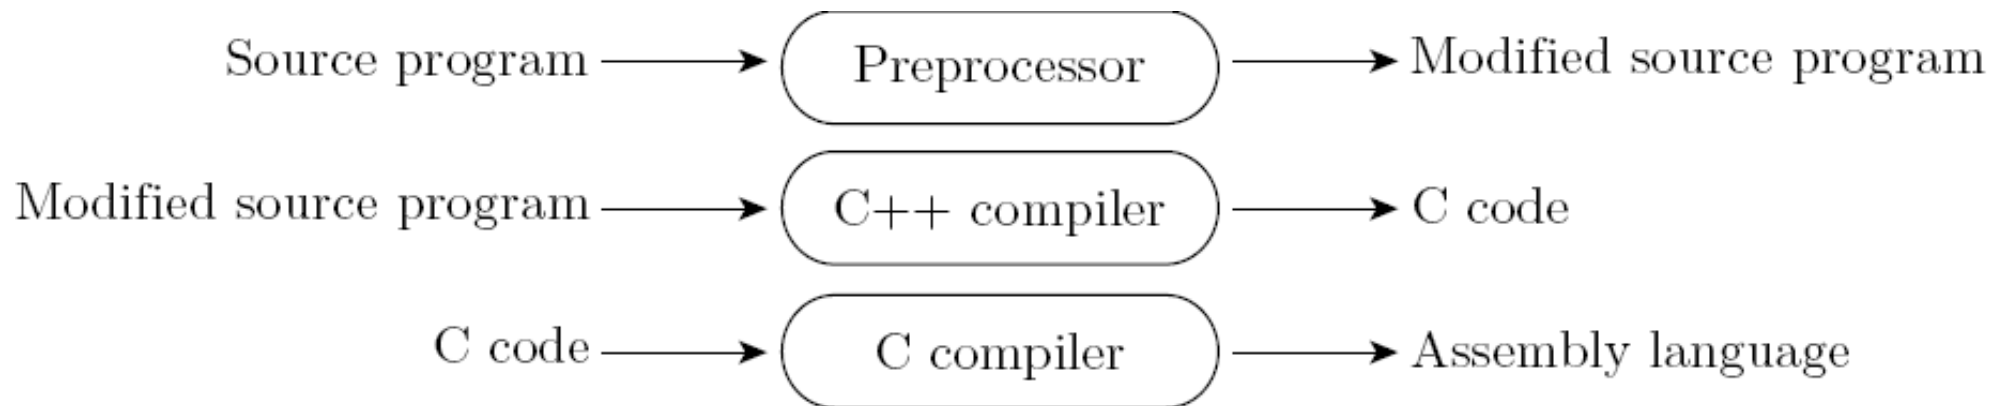 Source program Preprocessor Modified source program
Modified source program C++ compiler C code
C code C compiler Assembly language